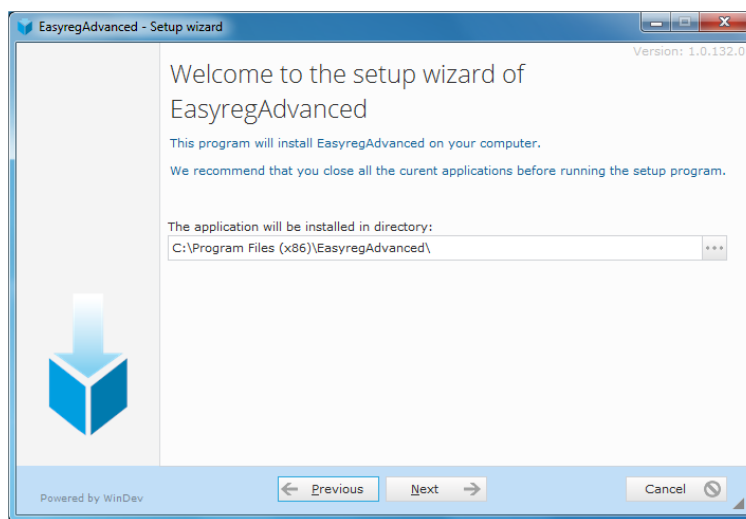 EasyregAdvanced - Setup wizard
Version: 1.0.132.0
Welcome to the setup wizard of
EasyregAdvanced
This program will install EasyregAdvanced on your computer.
We recommend that you close all the curent applications before running the setup program.
The application will be installed in directory:
C:\Program Files (x86)\EasyregAdvanced\
...
Powered by WinDev
Previous
Next
Cancel